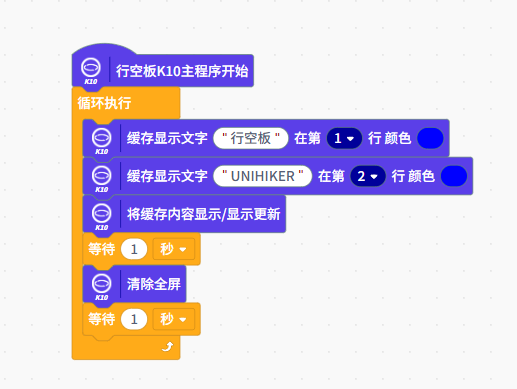 K10 行空板K10主程序开始
循环执行
K10 缓存显示文字 "行空板" 在第 1 行 颜色
K10 缓存显示文字 "UNIHIKER" 在第 2 行 颜色
K10 将缓存内容显示/显示更新
等待 1 秒
K10 清除全屏
等待 1 秒